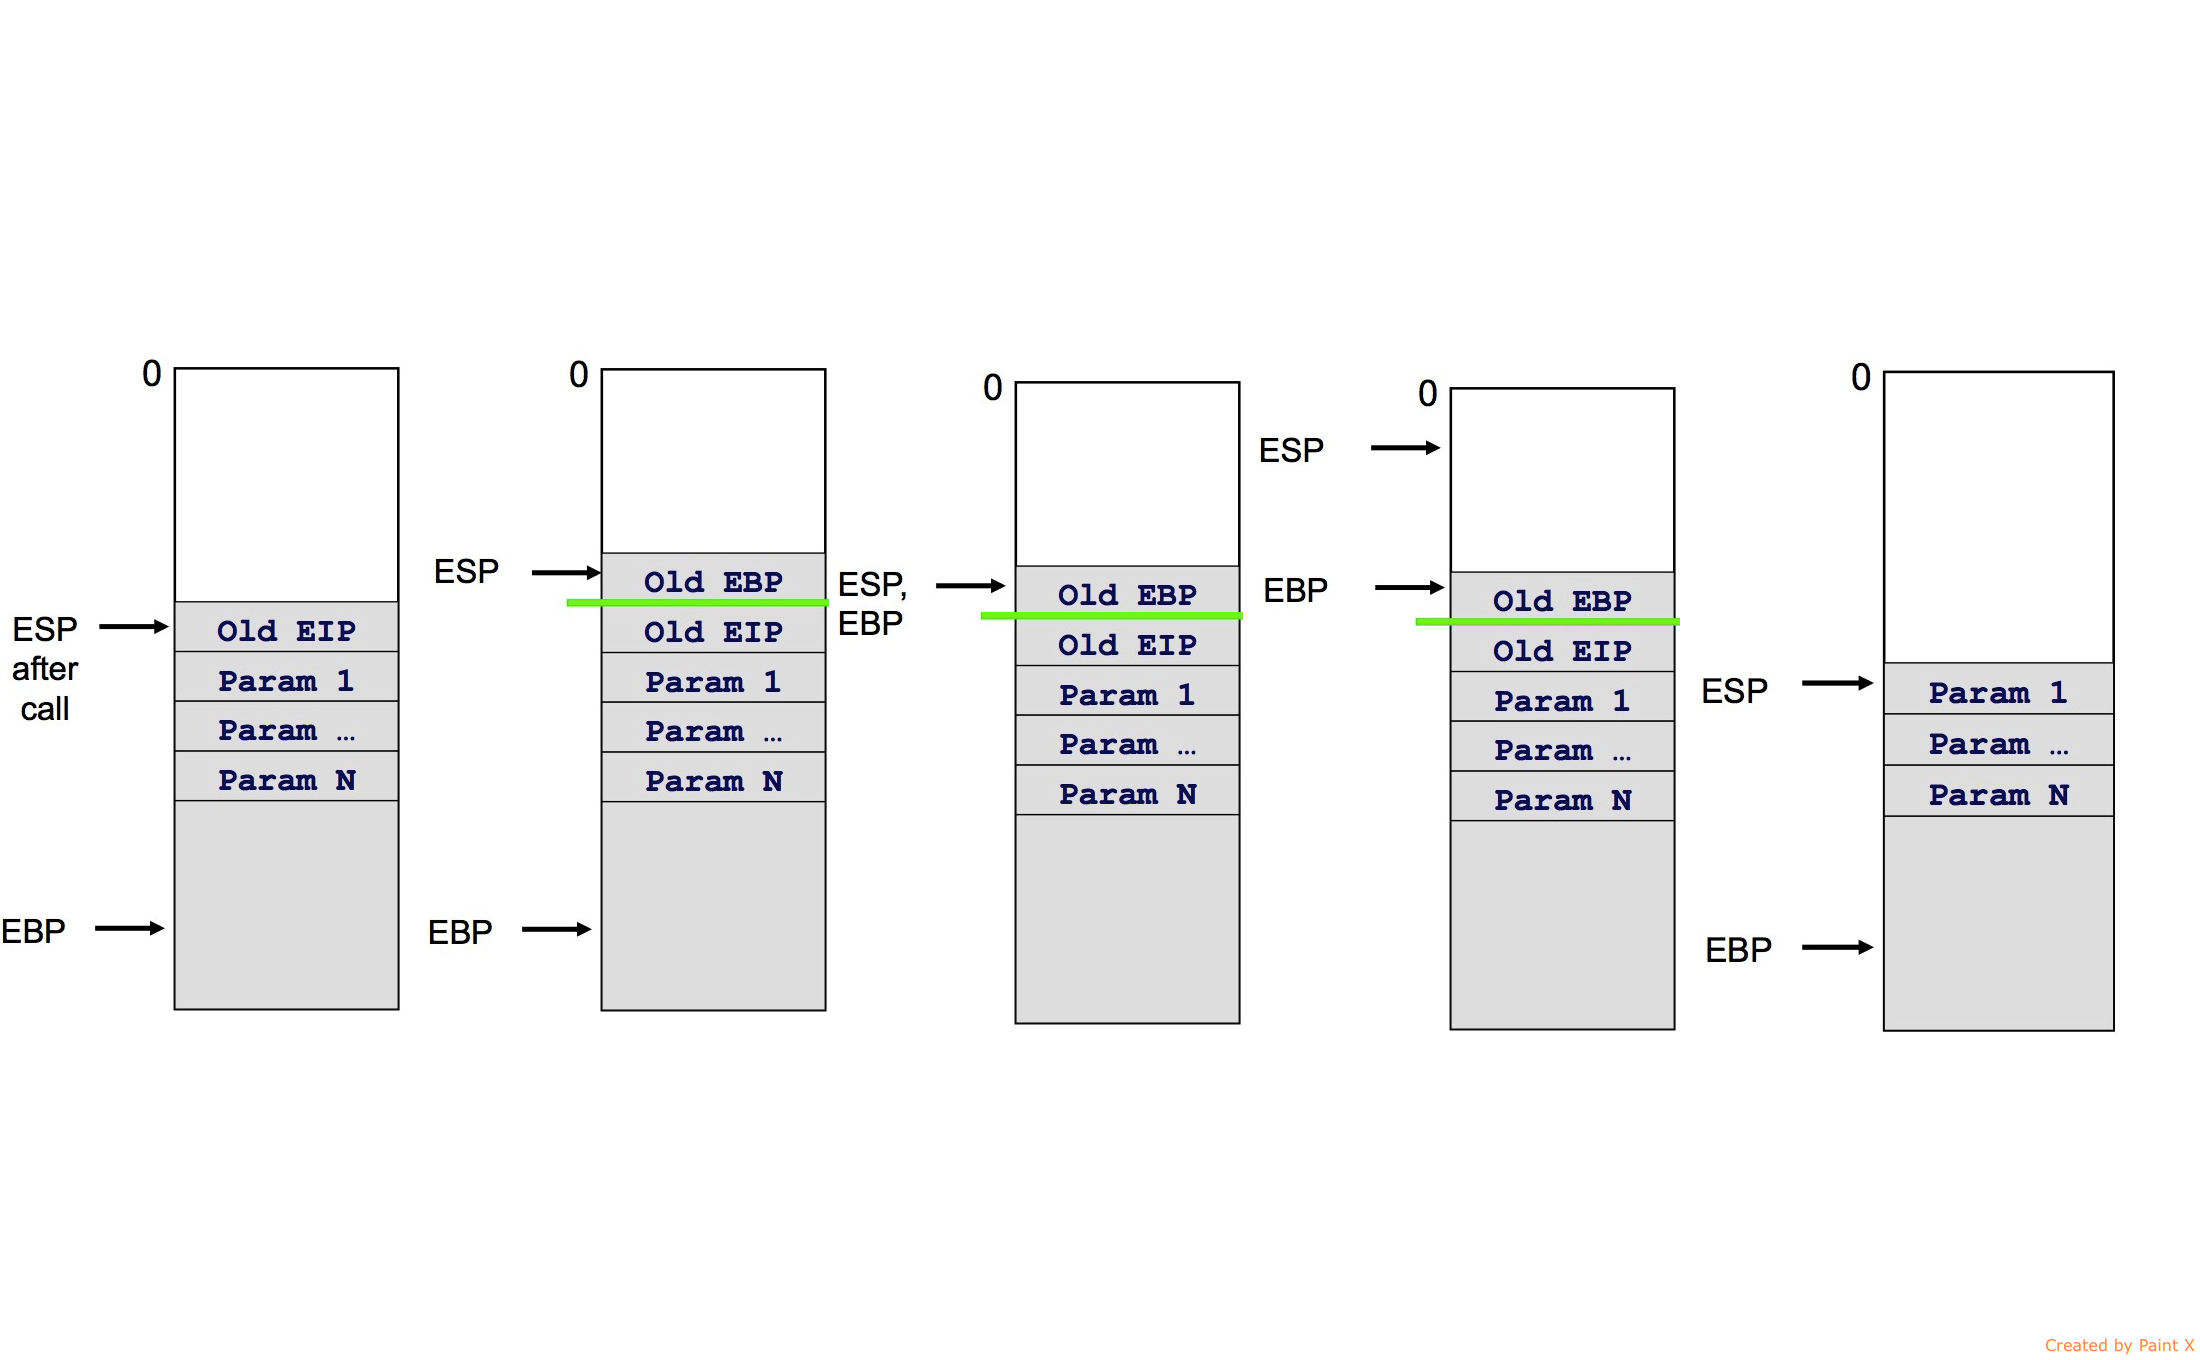 0
ESP
after
call
EBP
Old EIP
Param 1
Param …
Param N
0
ESP
EBP
Old EBP
Old EIP
Param 1
Param …
Param N
0
ESP,
EBP
Old EBP
Old EIP
Param 1
Param …
Param N
0
ESP
EBP
Old EBP
Old EIP
Param 1
Param …
Param N
0
ESP
EBP
Param 1
Param …
Param N
Created by Paint X